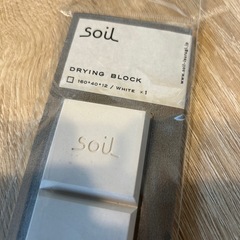 soil
DRYING BLOCK
160*40*12 / WHITE ×1
soil